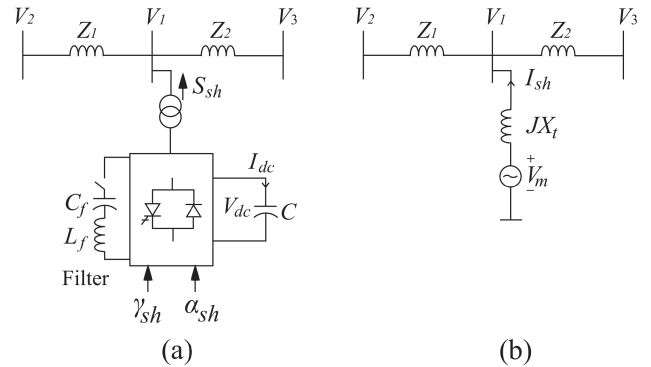 V2 V1 V3 V2 V1 V3
Z1 Z2 Z1 Z2
Ssh Ish
JXt
Idc
+
Vm
−
Cf Vdc C
Lf
Filter
γsh αsh
(a) (b)